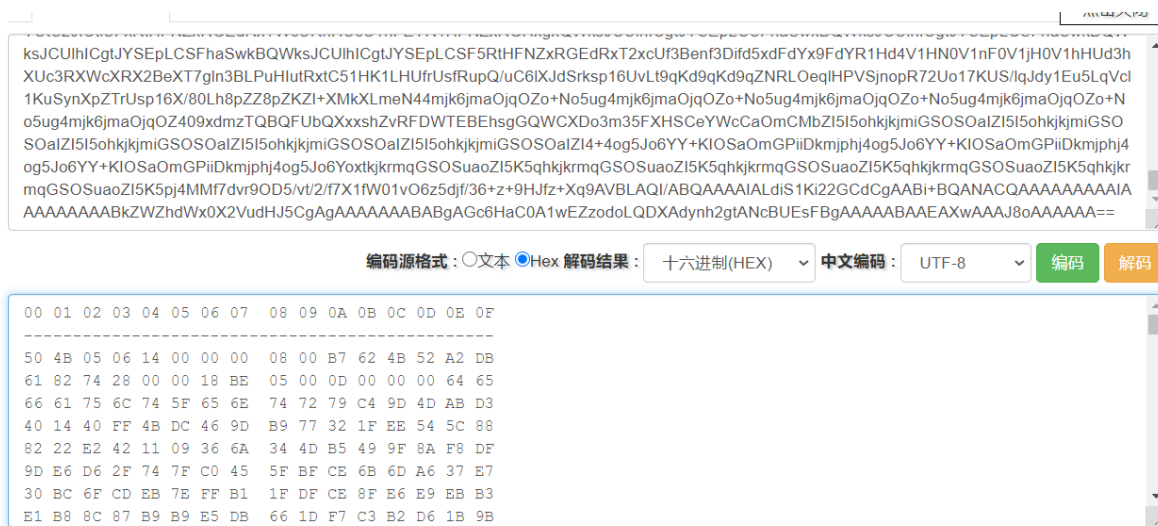 ksJCUlhICgtJYSEpLCSFhaSwkBQWksJCUlhICgtJYSEpLCSF5RtHFNZxRGEdRxT2xcUf3Benf3Difd5xdFdYx9FdYR1Hd4V1HN0V1nF0V1jH0V1hHUd3h
XUc3RXWcXRX2BeXT7gln3BLPuHIutRxtC51HK1LHUfrUsfRupQ/uC6lXJdSrksp16UvLt9qKd9qKd9qZNRLOeqlHPVSjnopR72Uo17KUS/lqJdy1Eu5LqVcl
1KuSynXpZTrUsp16X/80Lh8pZZ8pZKZI+XMkXLmeN44mjk6jmaOjqOZo+No5ug4mjk6jmaOjqOZo+No5ug4mjk6jmaOjqOZo+No5ug4mjk6jmaOjqOZo+N
o5ug4mjk6jmaOjqOZ409xdmzTQBQFUbQXxxshZvRFDWTEBEhsgGQWCXDo3m35FXHSCeYWcCaOmCMbZI5I5ohkjkjmiGSO
SOaIZI5I5ohkjkjmiGSOSOaIZI5I5ohkjkjmiGSOSOaIZI5I5ohkjkjmiGSOSOaIZI4+4og5Jo6YY+KIOSaOmGPiiDkmjphj4og5Jo6YY+KIOSaOmGPiiDkmjphj4
og5Jo6YY+KIOSaOmGPiiDkmjphj4og5Jo6YoxtkjkrmqGSOSuaoZI5K5qhkjkrmqGSOSuaoZI5K5qhkjkrmqGSOSuaoZI5K5qhkjkrmqGSOSuaoZI5K5qhkjkr
mqGSOSuaoZI5K5pj4MMf7dvr9OD5/vt/2/f7X1fW01vO6z5djf/36+z+9HJfz+Xq9AVBLAQI/ABQAAAAIALdiS1Ki22GCdCgAABi+BQANACQAAAAAAAAAIA
AAAAAAAABkZWZhdWx0X2VudHJ5CgAgAAAAAAABABgAGc6HaC0A1wEZzodoLQDXAdynh2gtANcBUEsFBgAAAAABAAEAXwAAAJ8oAAAAAA==
编码源格式 : 文本 Hex 解码结果 : 十六进制(HEX) 中文编码 : UTF-8 编码 解码
00 01 02 03 04 05 06 07 08 09 0A 0B 0C 0D 0E 0F
-----------------------------------------------
50 4B 05 06 14 00 00 00 08 00 B7 62 4B 52 A2 DB
61 82 74 28 00 00 18 BE 05 00 0D 00 00 00 64 65
66 61 75 6C 74 5F 65 6E 74 72 79 C4 9D 4D AB D3
40 14 40 FF 4B DC 46 9D B9 77 32 1F EE 54 5C 88
82 22 E2 42 11 09 36 6A 34 4D B5 49 9F 8A F8 DF
9D E6 D6 2F 74 7F C0 45 5F BF CE 6B 6D A6 37 E7
30 BC 6F CD EB 7E FF B1 1F DF CE 8F E6 E9 EB B3
E1 B8 8C 87 B9 B9 E5 DB 66 1D F7 C3 B2 D6 1B 9B